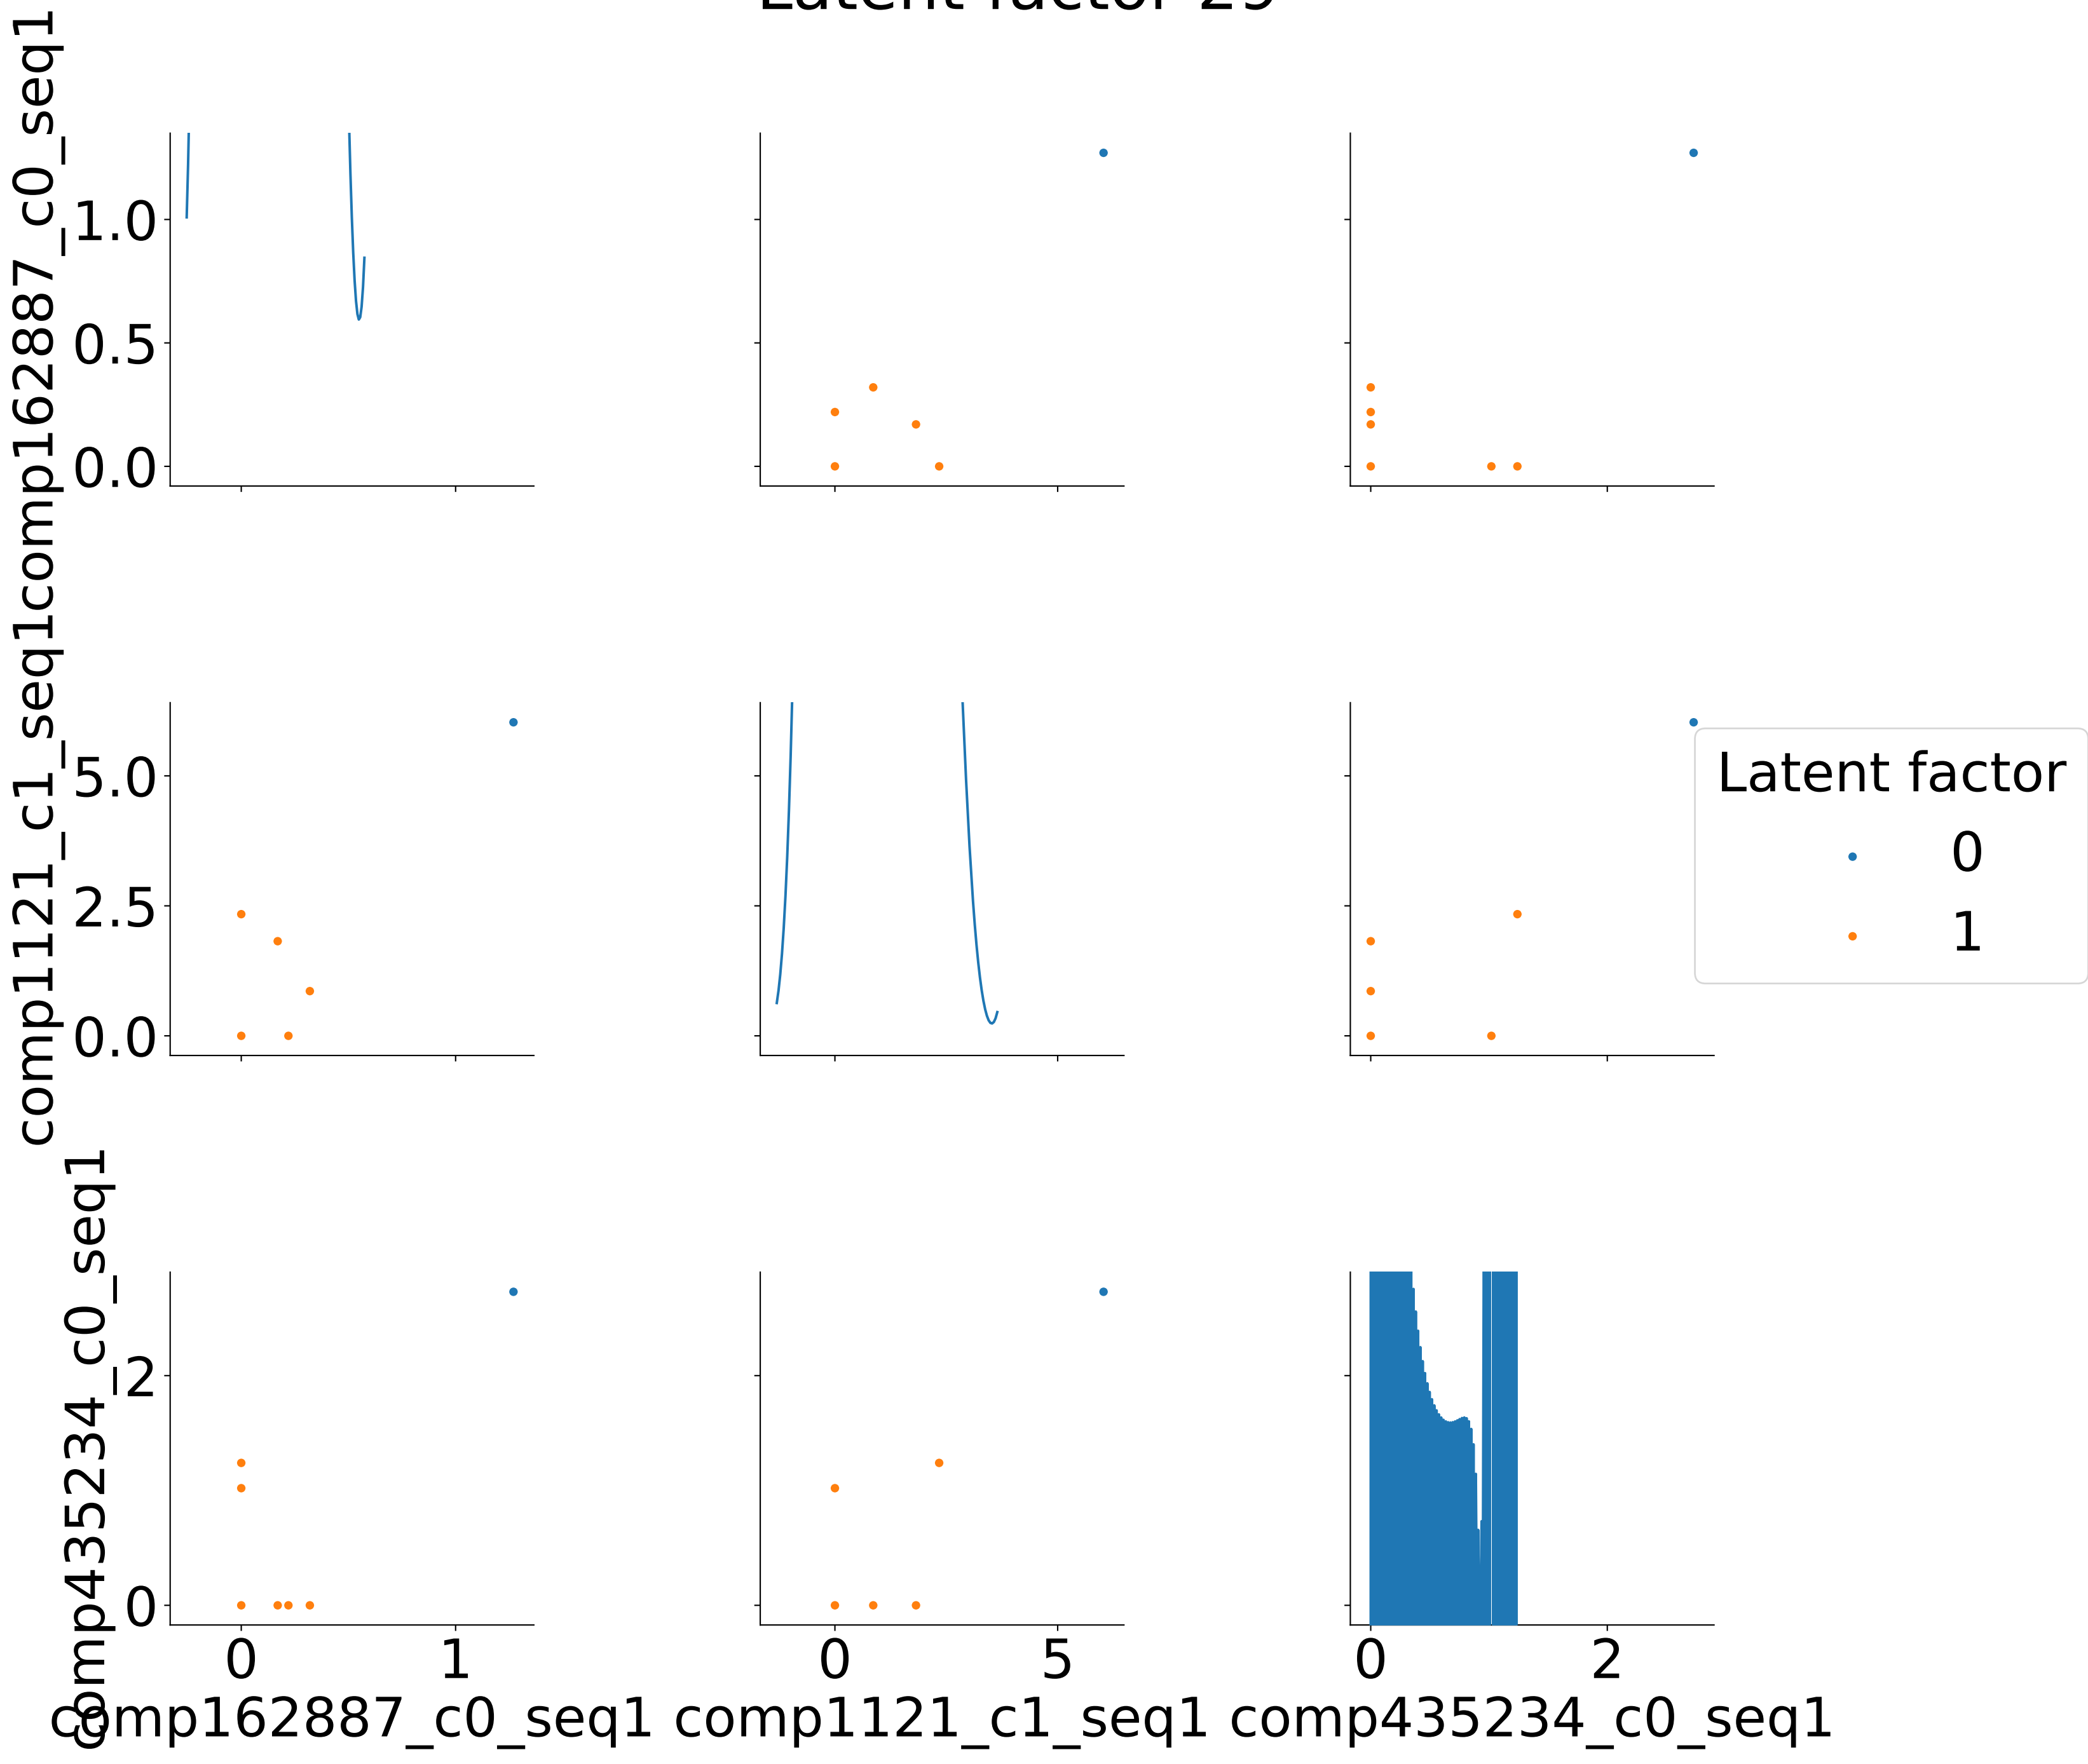 Latent factor 29
comp162887_c0_seq1
1.0
0.5
0.0
comp1121_c1_seq1
5.0
2.5
0.0
Latent factor
0
1
comp435234_c0_seq1
2
0
0 1 0 5 0 2
comp162887_c0_seq1 comp1121_c1_seq1 comp435234_c0_seq1